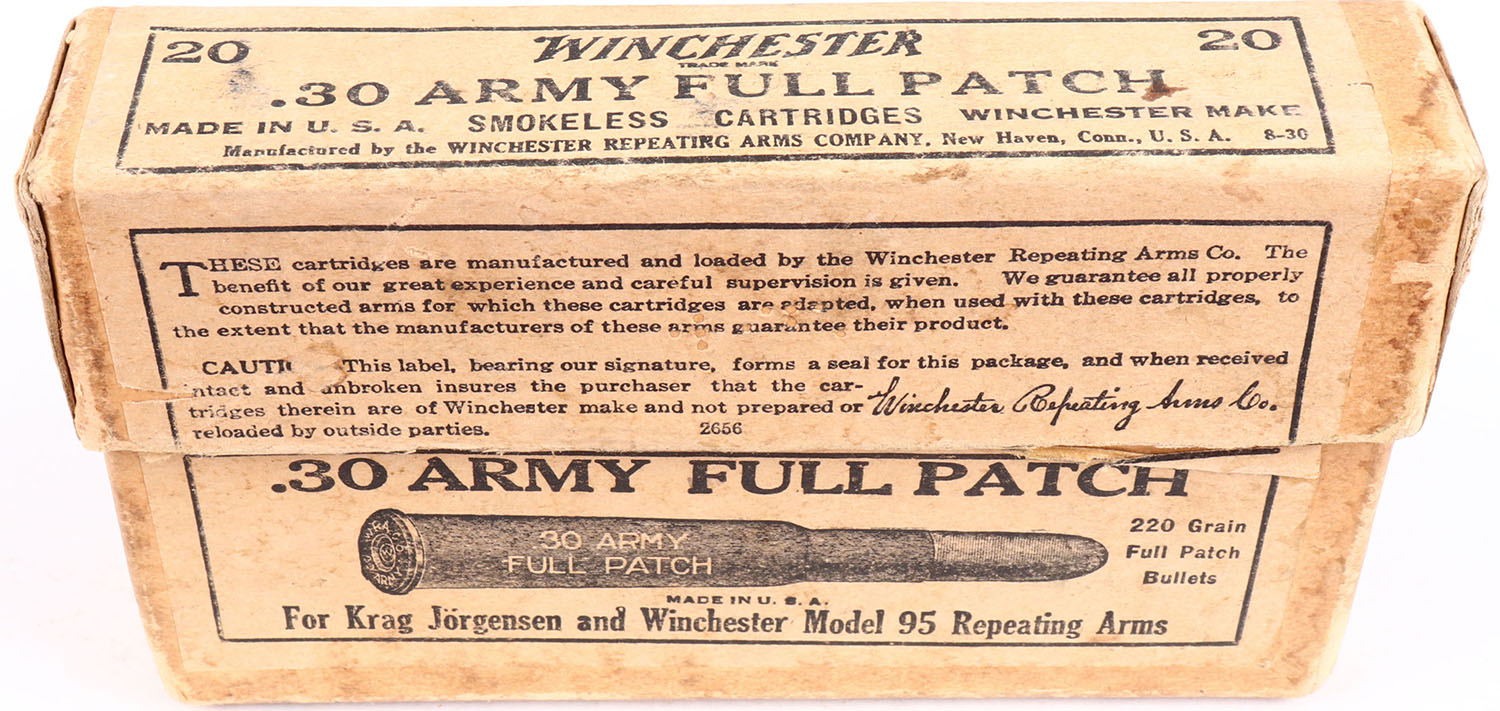 20 WINCHESTER 20
TRADE MARK
.30 ARMY FULL PATCH
MADE IN U. S. A. SMOKELESS CARTRIDGES WINCHESTER MAKE
Manufactured by the WINCHESTER REPEATING ARMS COMPANY, New Haven, Conn., U. S. A. 8-30
THESE cartridges are manufactured and loaded by the Winchester Repeating Arms Co. The
benefit of our great experience and careful supervision is given. We guarantee all properly
constructed arms for which these cartridges are adapted, when used with these cartridges, to
the extent that the manufacturers of these arms guarantee their product.
CAUTI This label, bearing our signature, forms a seal for this package, and when received
ntact and unbroken insures the purchaser that the car-
tridges therein are of Winchester make and not prepared or Winchester Repeating Arms Co.
reloaded by outside parties. 2656
.30 ARMY FULL PATCH
W.R.A.
ARMY
.30 ARMY
FULL PATCH
220 Grain
Full Patch
Bullets
MADE IN U. S. A.
For Krag Jörgensen and Winchester Model 95 Repeating Arms